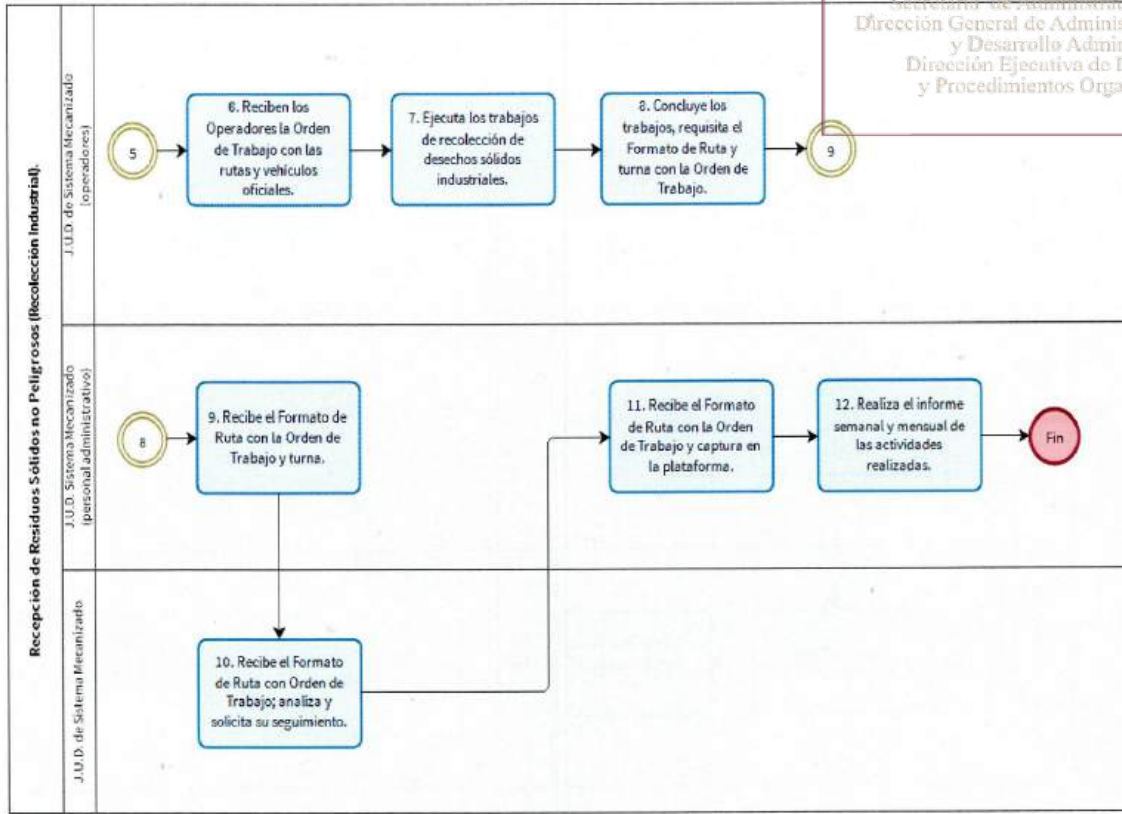 Dirección General de Adminis
y Desarrollo Admin
Dirección Ejecutiva de
y Procedimientos Orga
Recepción de Residuos Sólidos no Peligrosos (Recolección Industrial).
J.U.D. de Sistema Mecanizado
(operadores)
5
6. Reciben los
Operadores la Orden
de Trabajo con las
rutas y vehículos
oficiales.
7. Ejecuta los trabajos
de recolección de
desechos sólidos
industriales.
8. Concluye los
trabajos, requisita el
Formato de Ruta y
turna con la Orden de
Trabajo.
9
J.U.D. Sistema Mecanizado
(personal administrativo)
8
9. Recibe el Formato de
Ruta con la Orden de
Trabajo y turna.
11. Recibe el Formato
de Ruta con la Orden
de Trabajo y captura en
la plataforma.
12. Realiza el informe
semanal y mensual de
las actividades
realizadas.
Fin
J.U.D. de Sistema Mecanizado
10. Recibe el Formato
de Ruta con Orden de
Trabajo; analiza y
solicita su seguimiento.